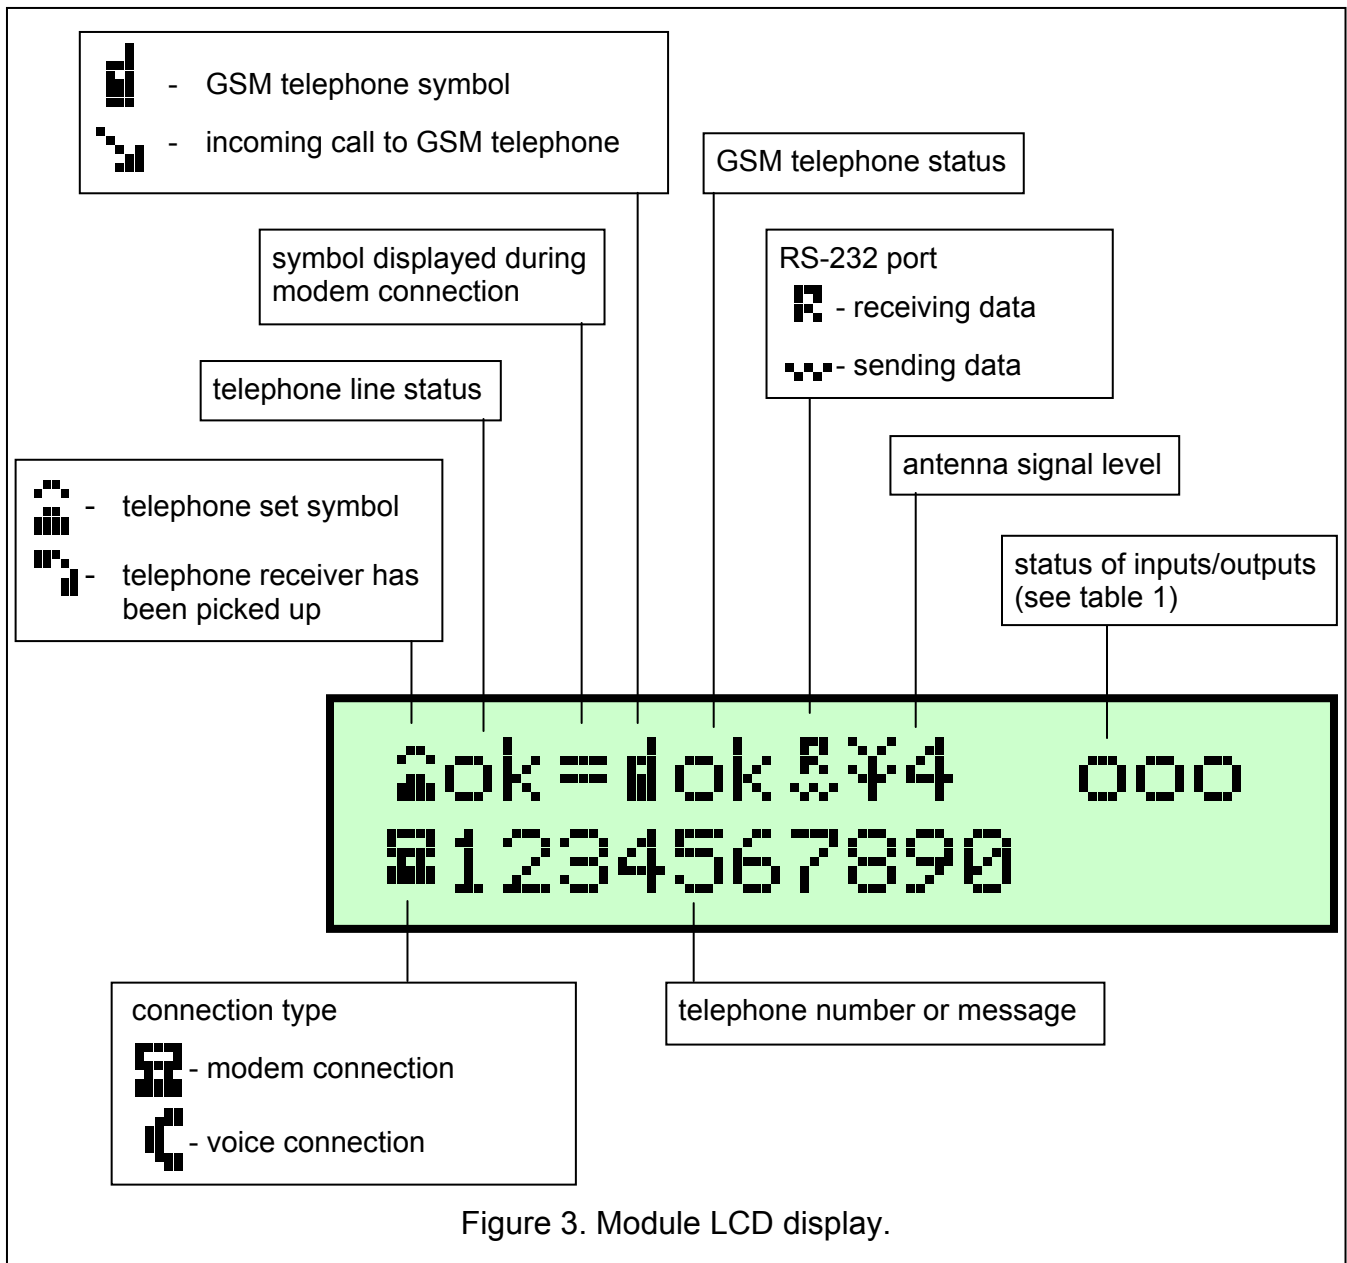 - GSM telephone symbol
- incoming call to GSM telephone
GSM telephone status
symbol displayed during
modem connection
RS-232 port
R - receiving data
- sending data
telephone line status
antenna signal level
- telephone set symbol
- telephone receiver has
been picked up
status of inputs/outputs
(see table 1)
ok= ok R¥4 ooo
1234567890
connection type
- modem connection
- voice connection
telephone number or message
Figure 3. Module LCD display.